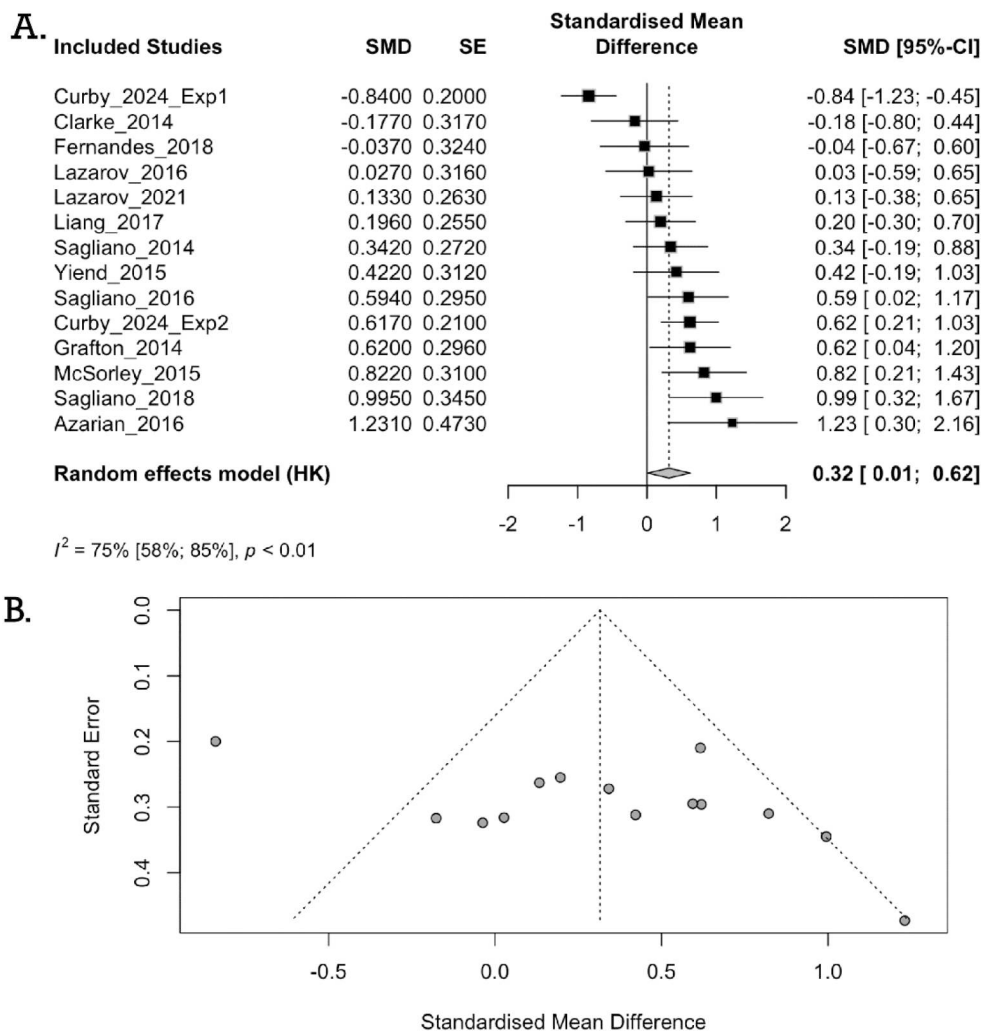 A.
Included Studies SMD SE Standardised Mean Difference SMD [95%-CI]
Curby_2024_Exp1 -0.8400 0.2000 -0.84 [-1.23; -0.45]
Clarke_2014 -0.1770 0.3170 -0.18 [-0.80; 0.44]
Fernandes_2018 -0.0370 0.3240 -0.04 [-0.67; 0.60]
Lazarov_2016 0.0270 0.3160 0.03 [-0.59; 0.65]
Lazarov_2021 0.1330 0.2630 0.13 [-0.38; 0.65]
Liang_2017 0.1960 0.2550 0.20 [-0.30; 0.70]
Sagliano_2014 0.3420 0.2720 0.34 [-0.19; 0.88]
Yiend_2015 0.4220 0.3120 0.42 [-0.19; 1.03]
Sagliano_2016 0.5940 0.2950 0.59 [ 0.02; 1.17]
Curby_2024_Exp2 0.6170 0.2100 0.62 [ 0.21; 1.03]
Grafton_2014 0.6200 0.2960 0.62 [ 0.04; 1.20]
McSorley_2015 0.8220 0.3100 0.82 [ 0.21; 1.43]
Sagliano_2018 0.9950 0.3450 0.99 [ 0.32; 1.67]
Azarian_2016 1.2310 0.4730 1.23 [ 0.30; 2.16]
Random effects model (HK) 0.32 [ 0.01; 0.62]
-2 -1 0 1 2
I² = 75% [58%; 85%], p < 0.01
B.
Standard Error
0.0
0.1
0.2
0.3
0.4
-0.5 0.0 0.5 1.0
Standardised Mean Difference